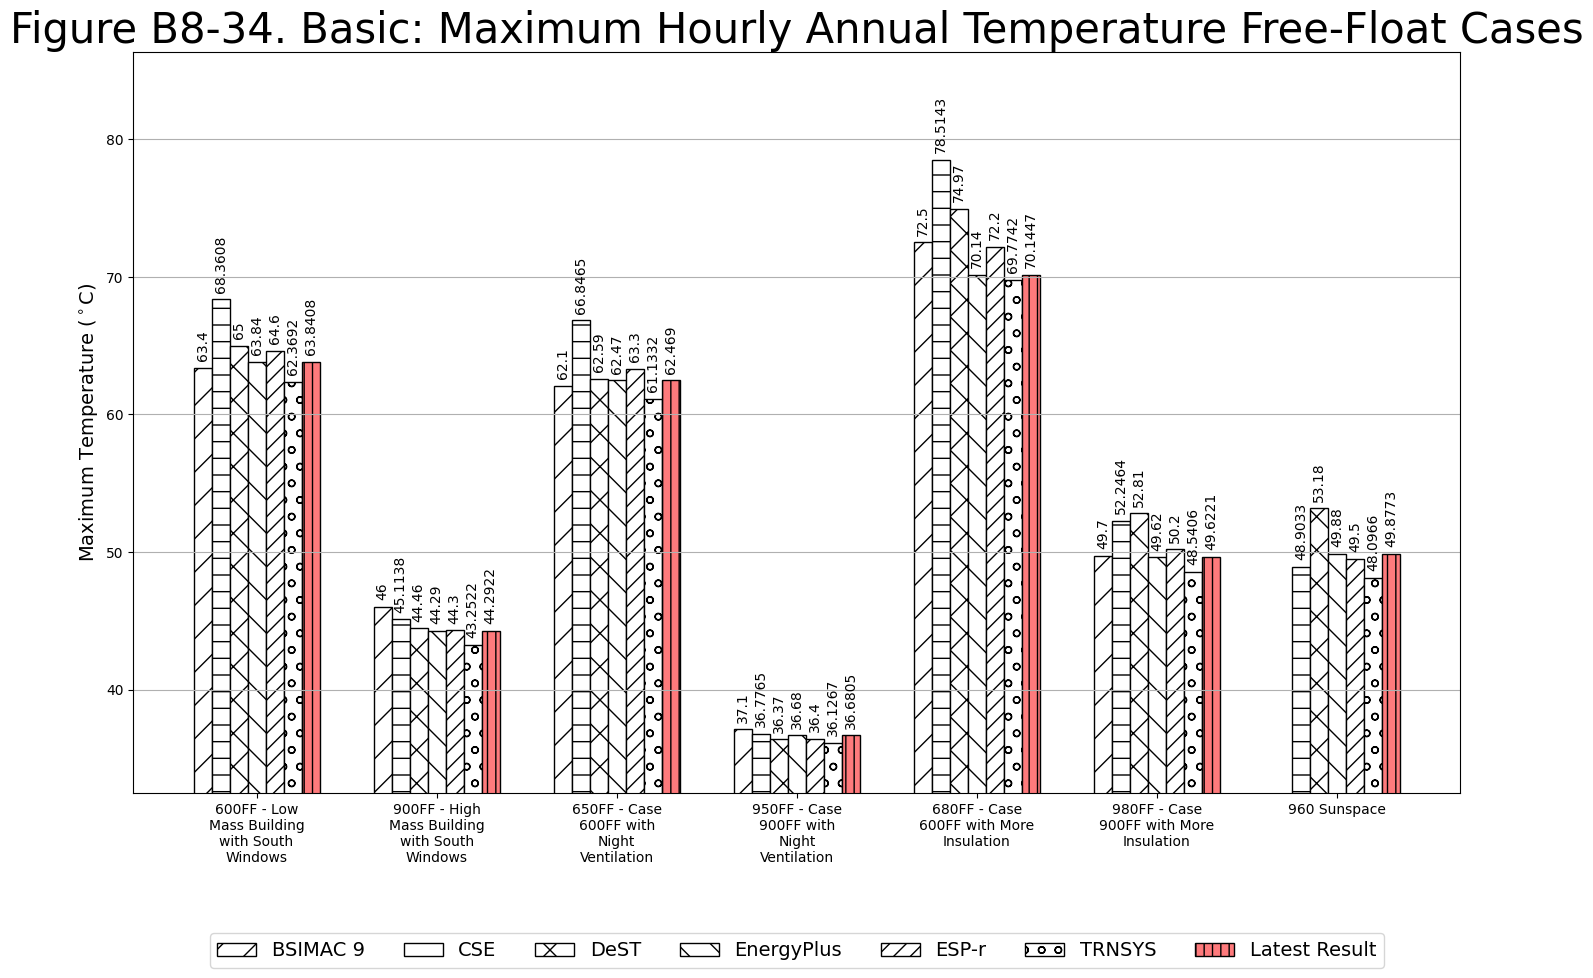 Figure B8-34. Basic: Maximum Hourly Annual Temperature Free-Float Cases
Maximum Temperature (°C)
80
70
60
50
40
63.4
68.3608
65
63.84
64.6
62.3692
63.8408
46
45.1138
44.46
44.29
44.3
43.2522
44.2922
62.1
66.8465
62.59
62.47
63.3
61.1332
62.469
37.1
36.7765
36.37
36.68
36.4
36.1267
36.6805
72.5
78.5143
74.97
70.14
72.2
69.7742
70.1447
49.7
52.2464
52.81
49.62
50.2
48.5406
49.6221
48.9033
53.18
49.88
49.5
48.0966
49.8773
600FF - Low
Mass Building
with South
Windows
900FF - High
Mass Building
with South
Windows
650FF - Case
600FF with
Night
Ventilation
950FF - Case
900FF with
Night
Ventilation
680FF - Case
600FF with More
Insulation
980FF - Case
900FF with More
Insulation
960 Sunspace
BSIMAC 9
CSE
DeST
EnergyPlus
ESP-r
TRNSYS
Latest Result